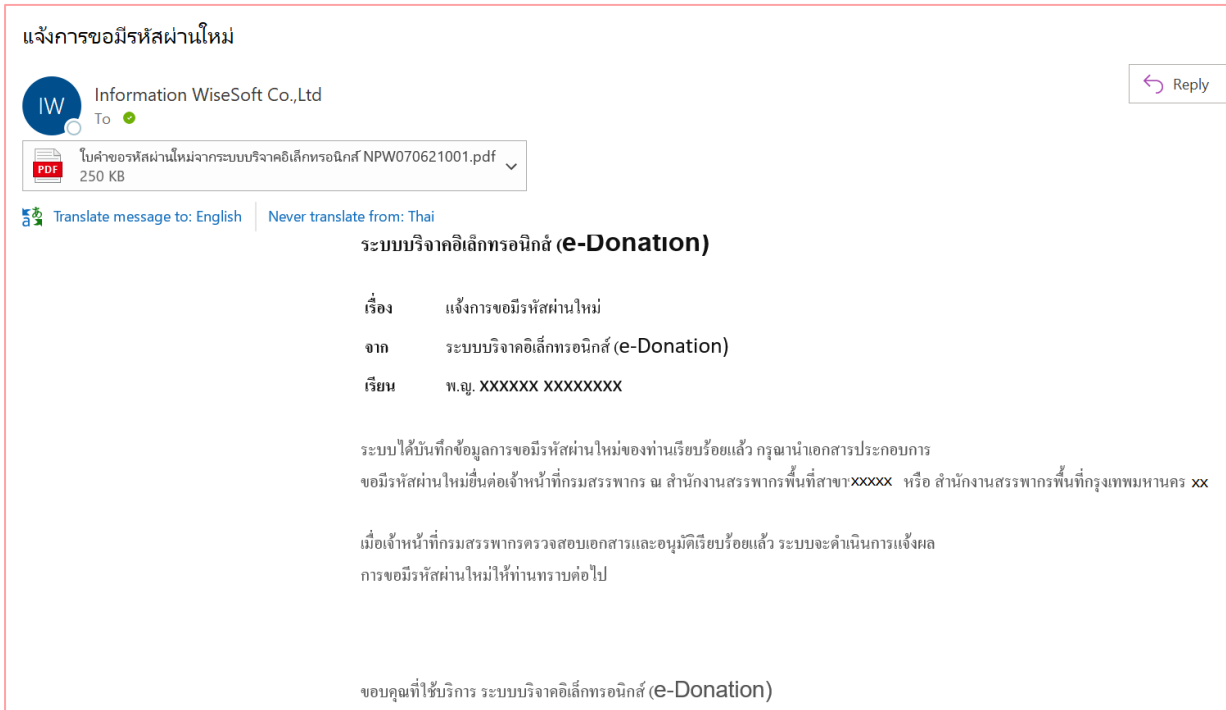 แจ้งการขอมีรหัสผ่านใหม่
IW
Information WiseSoft Co.,Ltd
To
Reply
PDF
ใบคำขอรหัสผ่านใหม่จากระบบบริจาคอิเล็กทรอนิกส์ NPW070621001.pdf
250 KB
Translate message to: English
Never translate from: Thai
ระบบบริจาคอิเล็กทรอนิกส์ (e-Donation)
เรื่อง แจ้งการขอมีรหัสผ่านใหม่
จาก ระบบบริจาคอิเล็กทรอนิกส์ (e-Donation)
เรียน พ.ญ. xxxxxx xxxxxxxx
ระบบได้บันทึกข้อมูลการขอมีรหัสผ่านใหม่ของท่านเรียบร้อยแล้ว กรุณานำเอกสารประกอบการ
ขอมีรหัสผ่านใหม่ยื่นต่อเจ้าหน้าที่กรมสรรพากร ณ สำนักงานสรรพากรพื้นที่สาขาxxxxx หรือ สำนักงานสรรพากรพื้นที่กรุงเทพมหานคร xx
เมื่อเจ้าหน้าที่กรมสรรพากรตรวจสอบเอกสารและอนุมัติเรียบร้อยแล้ว ระบบจะดำเนินการแจ้งผล
การขอมีรหัสผ่านใหม่ให้ท่านทราบต่อไป
ขอบคุณที่ใช้บริการ ระบบบริจาคอิเล็กทรอนิกส์ (e-Donation)